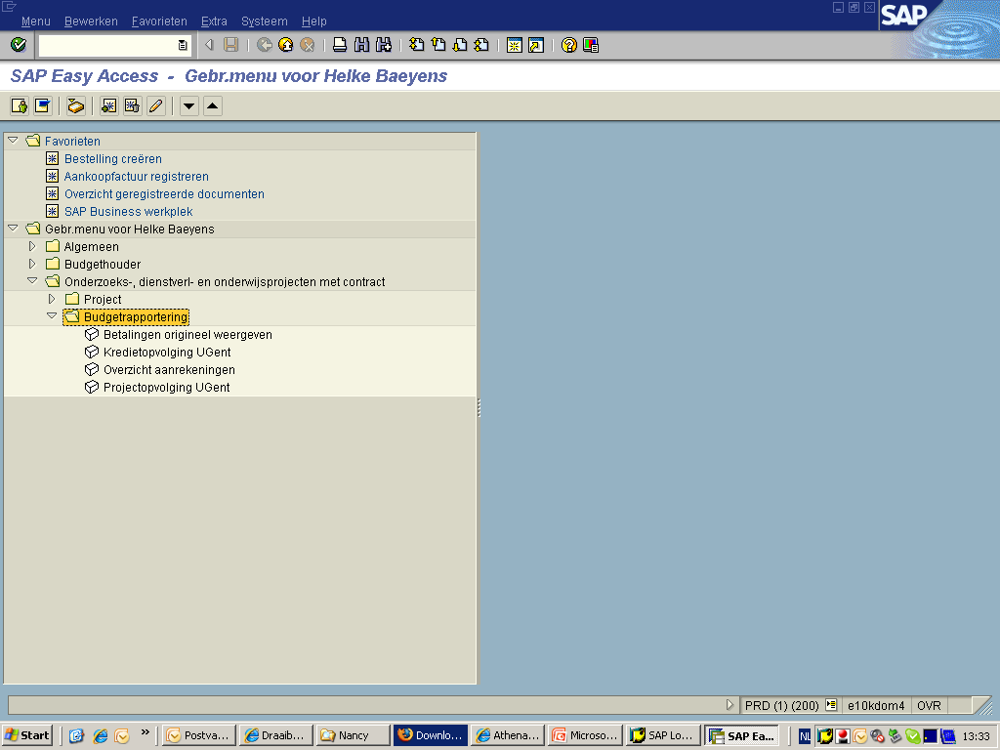 Menu Bewerken Favorieten Extra Systeem Help
SAP
SAP Easy Access - Gebr.menu voor Helke Baeyens
Favorieten
Bestelling creëren
Aankoopfactuur registreren
Overzicht geregistreerde documenten
SAP Business werkplek
Gebr.menu voor Helke Baeyens
Algemeen
Budgethouder
Onderzoeks-, dienstverl- en onderwijsprojecten met contract
Project
Budgetrapportering
Betalingen origineel weergeven
Kredietopvolging UGent
Overzicht aanrekeningen
Projectopvolging UGent
PRD (1) (200) e10kdom4 OVR
Start » Postva... Draaib... Nancy Downlo... Athena... Microso... SAP Lo... SAP Ea... NL 13:33